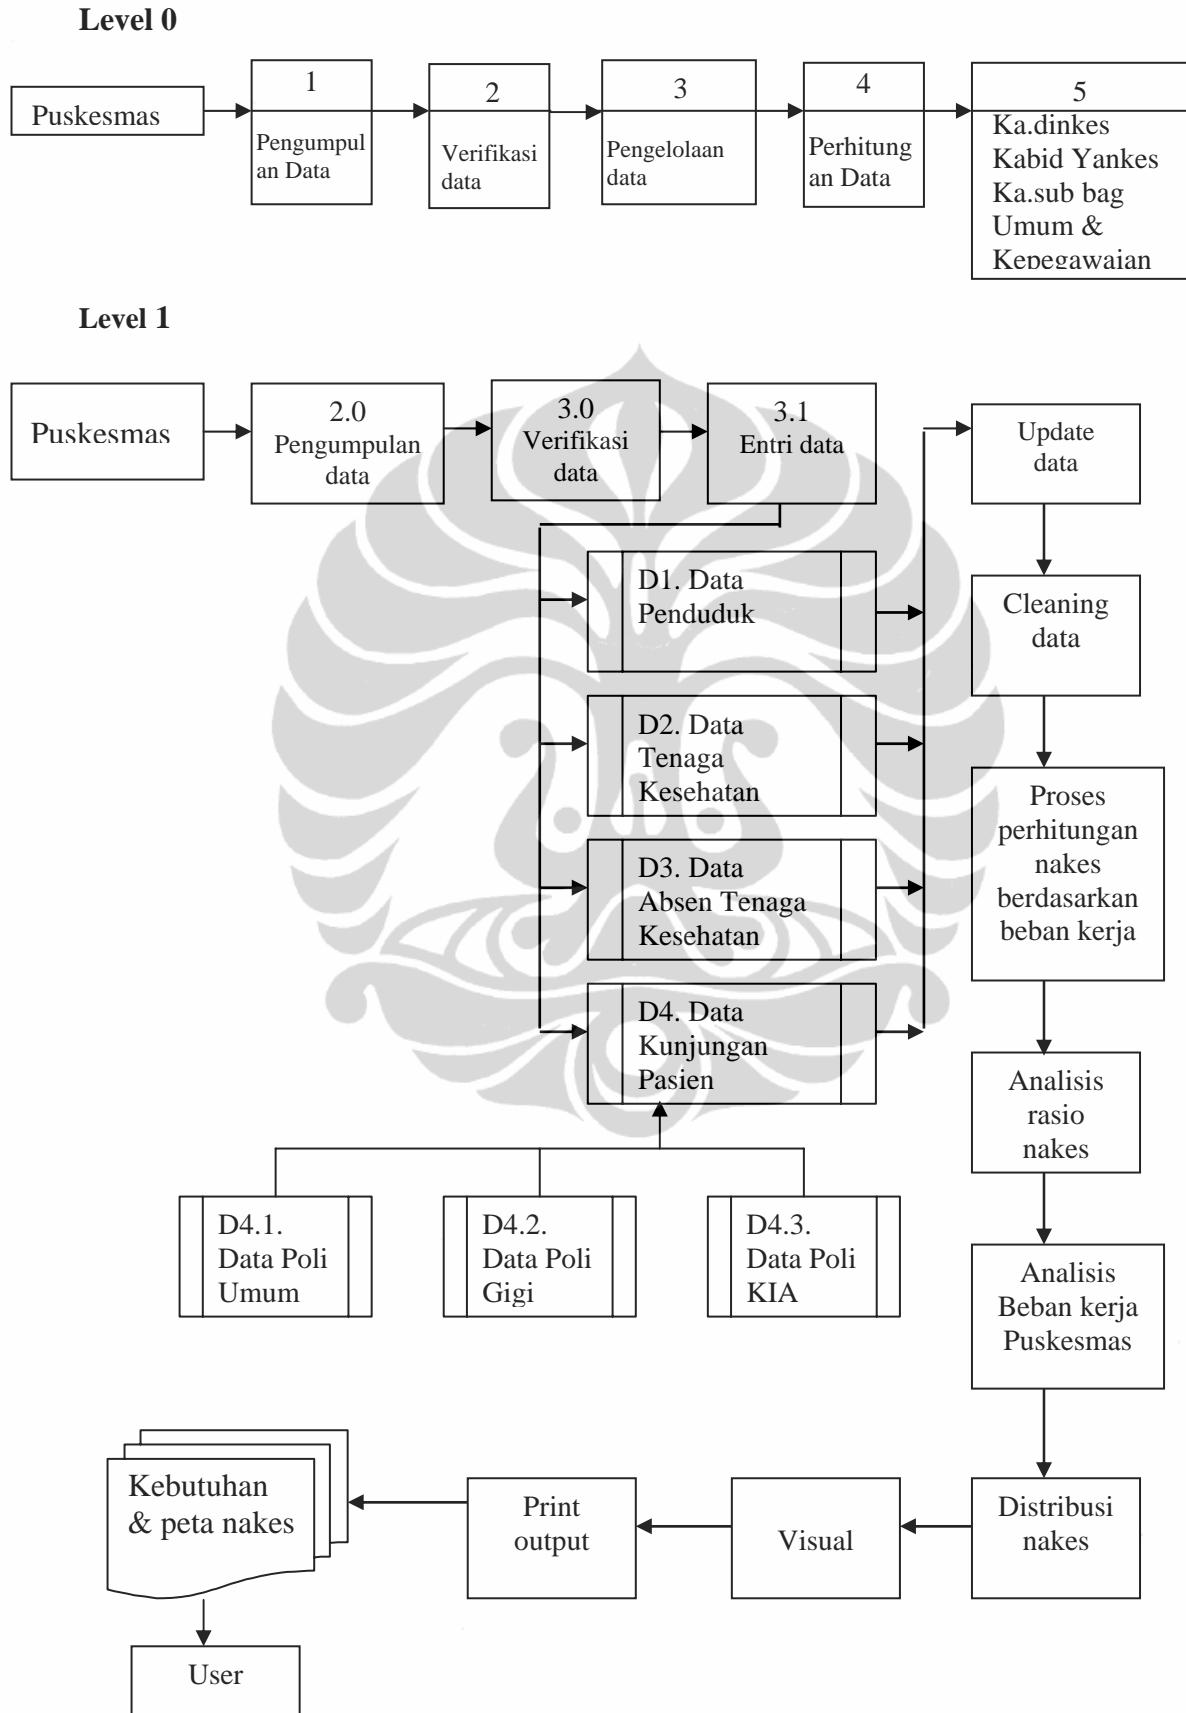 Level 0
Puskesmas
1
Pengumpul
an Data
2
Verifikasi
data
3
Pengelolaan
data
4
Perhitung
an Data
5
Ka.dinkes
Kabid Yankes
Ka.sub bag
Umum &
Kepegawaian
Level 1
Puskesmas
2.0
Pengumpulan
data
3.0
Verifikasi
data
3.1
Entri data
Update
data
D1. Data
Penduduk
Cleaning
data
D2. Data
Tenaga
Kesehatan
Proses
perhitungan
nakes
berdasarkan
beban kerja
D3. Data
Absen Tenaga
Kesehatan
D4. Data
Kunjungan
Pasien
Analisis
rasio
nakes
D4.1.
Data Poli
Umum
D4.2.
Data Poli
Gigi
D4.3.
Data Poli
KIA
Analisis
Beban kerja
Puskesmas
Kebutuhan
& peta nakes
Print
output
Visual
Distribusi
nakes
User